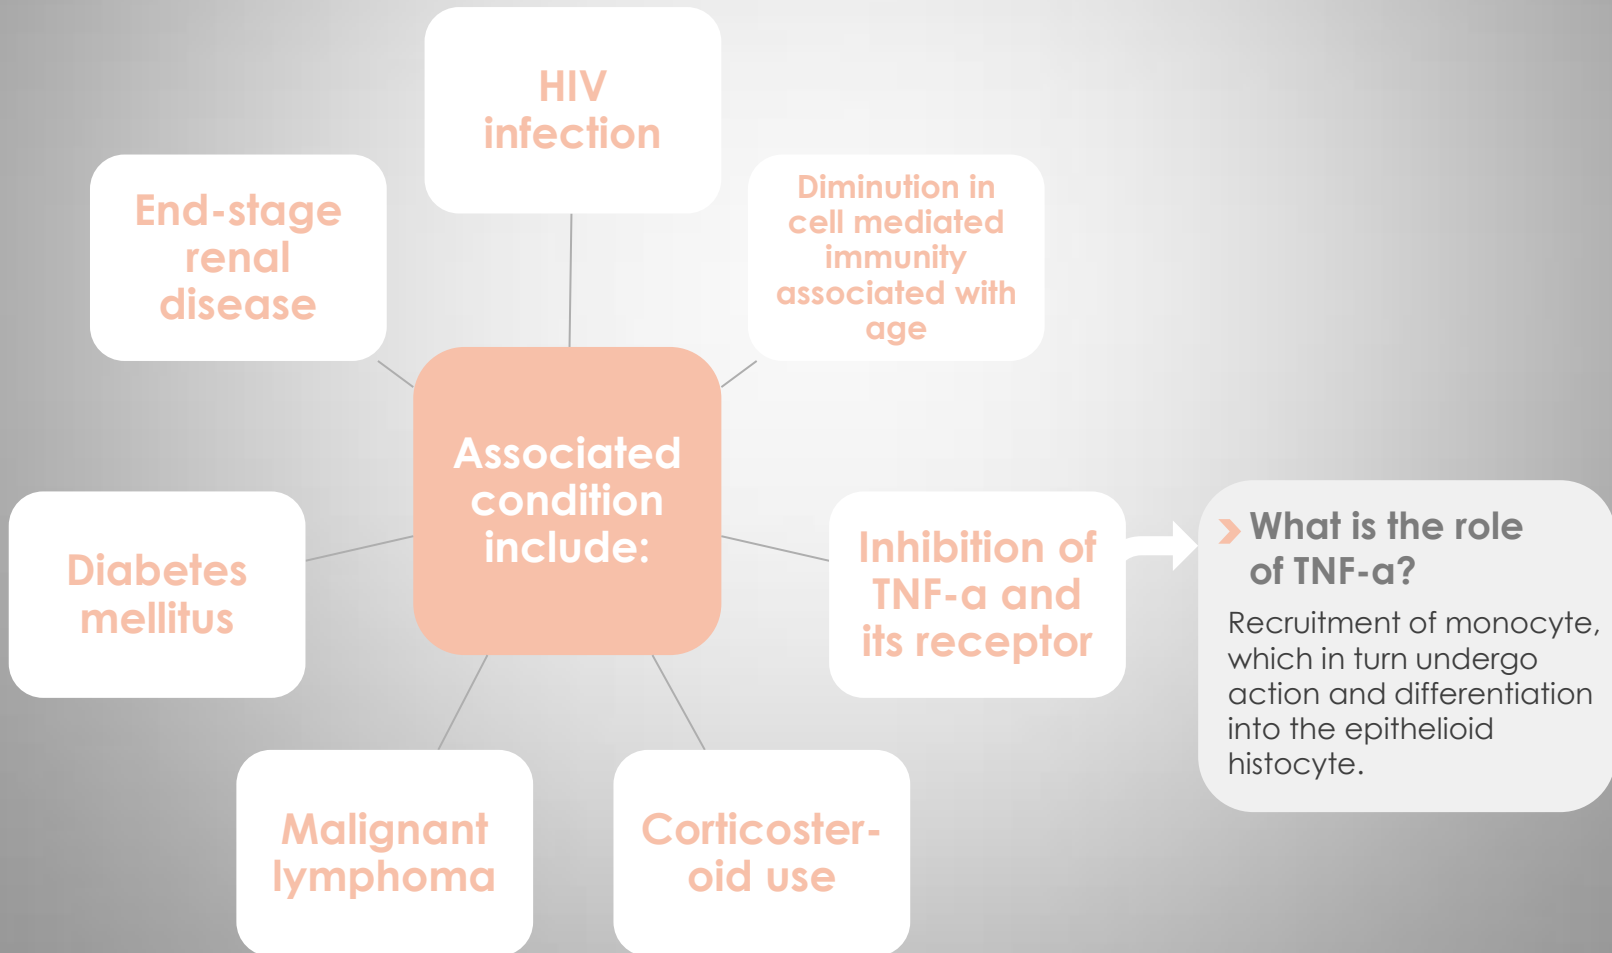 HIV
infection
Diminution in
cell mediated
immunity
associated with
age
End-stage
renal
disease
Associated
condition
include:
Inhibition of
TNF-a and
its receptor
What is the role
of TNF-a?
Recruitment of monocyte,
which in turn undergo
action and differentiation
into the epithelioid
histocyte.
Diabetes
mellitus
Malignant
lymphoma
Corticoster-
oid use